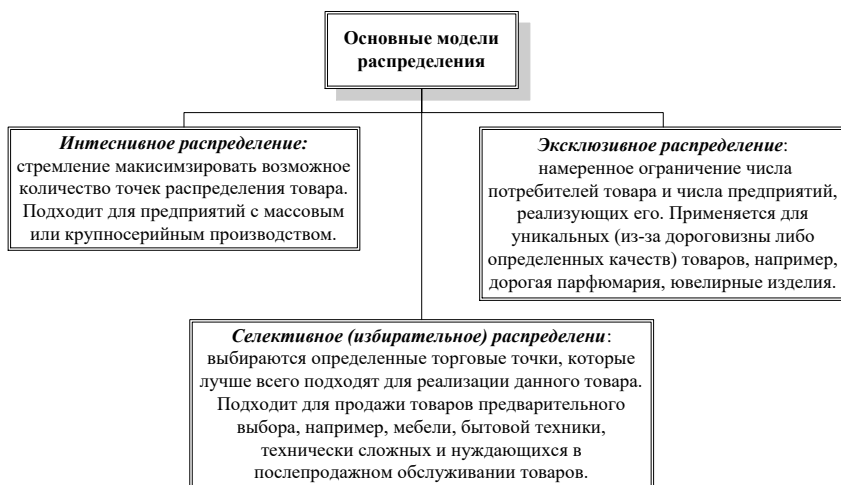 Основные модели
распределения
Интеснивное распределение:
стремление макисимзировать возможное
количество точек распределения товара.
Подходит для предприятий с массовым
или крупносерийным производством.
Эксклюзивное распределение:
намеренное ограничение числа
потребителей товара и числа предприятий,
реализующих его. Применяется для
уникальных (из-за дороговизны либо
определенных качеств) товаров, например,
дорогая парфюмария, ювелирные изделия.
Селективное (избирательное) распределени:
выбираются определенные торговые точки, которые
лучше всего подходят для реализации данного товара.
Подходит для продажи товаров предварительного
выбора, например, мебели, бытовой техники,
технически сложных и нуждающихся в
послепродажном обслуживании товаров.